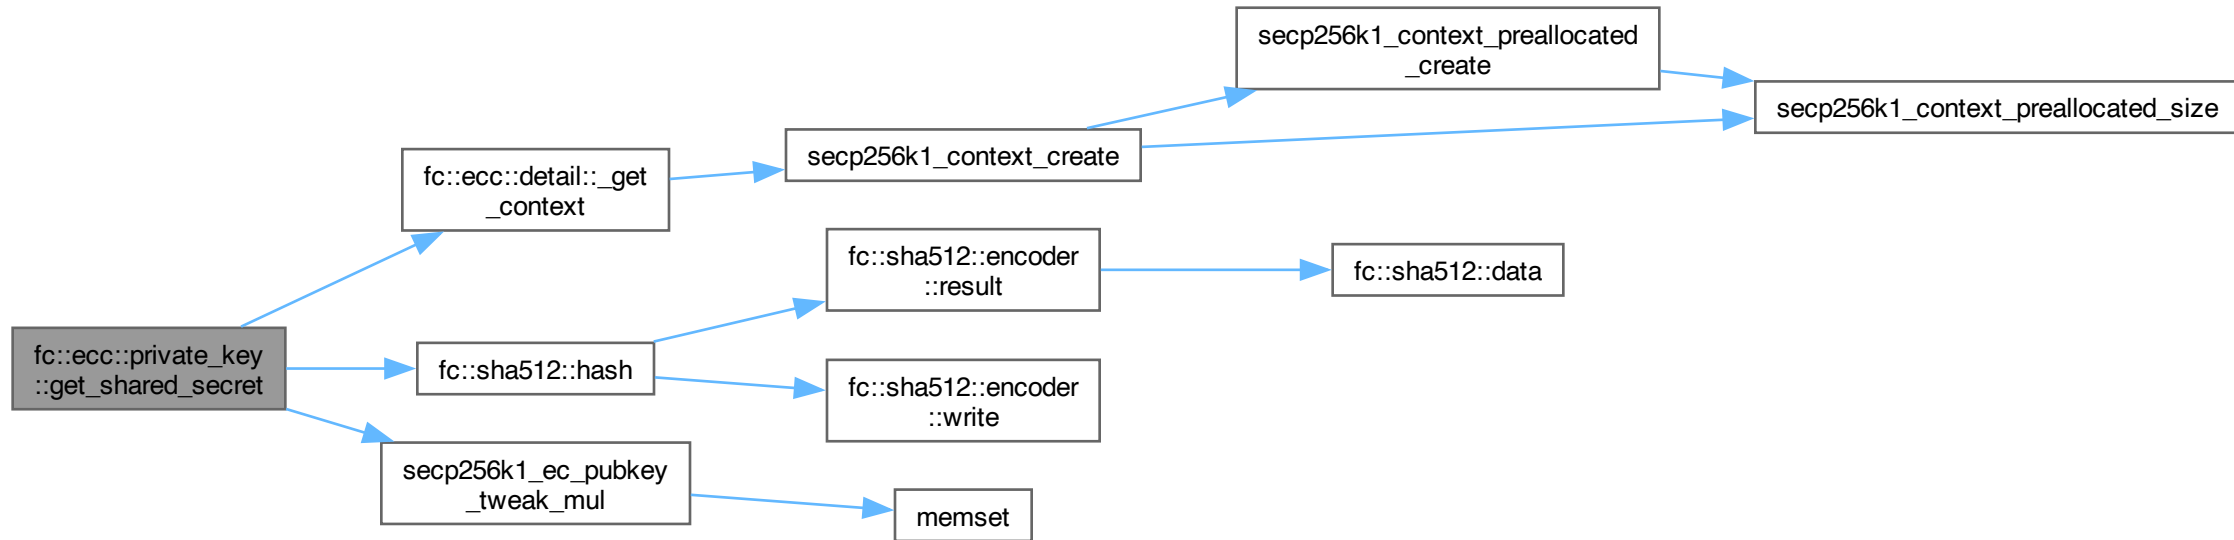 secp256k1_context_preallocated
_create
secp256k1_context_preallocated_size
secp256k1_context_create
fc::ecc::detail::_get
_context
fc::sha512::encoder
::result
fc::sha512::data
fc::ecc::private_key
::get_shared_secret
fc::sha512::hash
fc::sha512::encoder
::write
secp256k1_ec_pubkey
_tweak_mul
memset